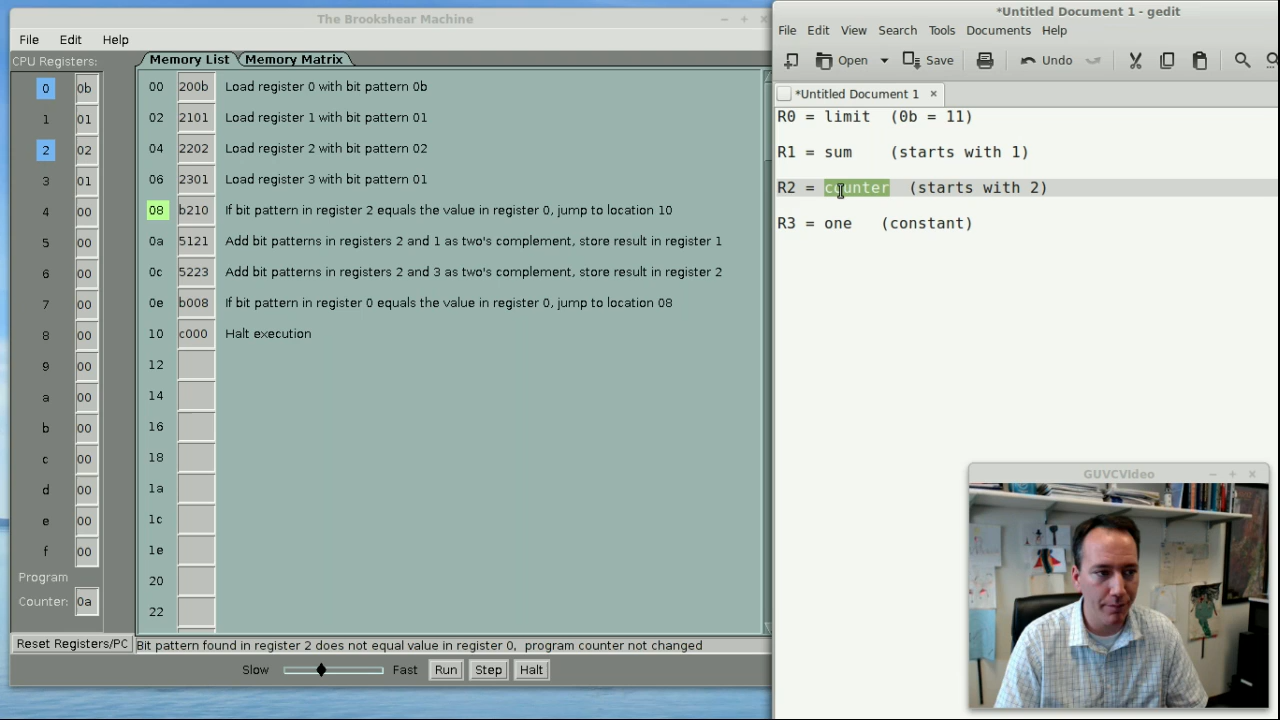 The Brookshear Machine
File Edit Help
CPU Registers:
Memory List Memory Matrix
0 0b
1 01
2 02
3 01
4 00
5 00
6 00
7 00
8 00
9 00
a 00
b 00
c 00
d 00
e 00
f 00
Program
Counter: 0a
Reset Registers/PC
00 200b Load register 0 with bit pattern 0b
02 2101 Load register 1 with bit pattern 01
04 2202 Load register 2 with bit pattern 02
06 2301 Load register 3 with bit pattern 01
08 b210 If bit pattern in register 2 equals the value in register 0, jump to location 10
0a 5121 Add bit patterns in registers 2 and 1 as two's complement, store result in register 1
0c 5223 Add bit patterns in registers 2 and 3 as two's complement, store result in register 2
0e b008 If bit pattern in register 0 equals the value in register 0, jump to location 08
10 c000 Halt execution
12
14
16
18
1a
1c
1e
20
22
Bit pattern found in register 2 does not equal value in register 0, program counter not changed
Slow Fast Run Step Halt
*Untitled Document 1 - gedit
File Edit View Search Tools Documents Help
Open Save Undo
*Untitled Document 1 ×
R0 = limit (0b = 11)
R1 = sum (starts with 1)
R2 = counter (starts with 2)
R3 = one (constant)
GUVCVideo